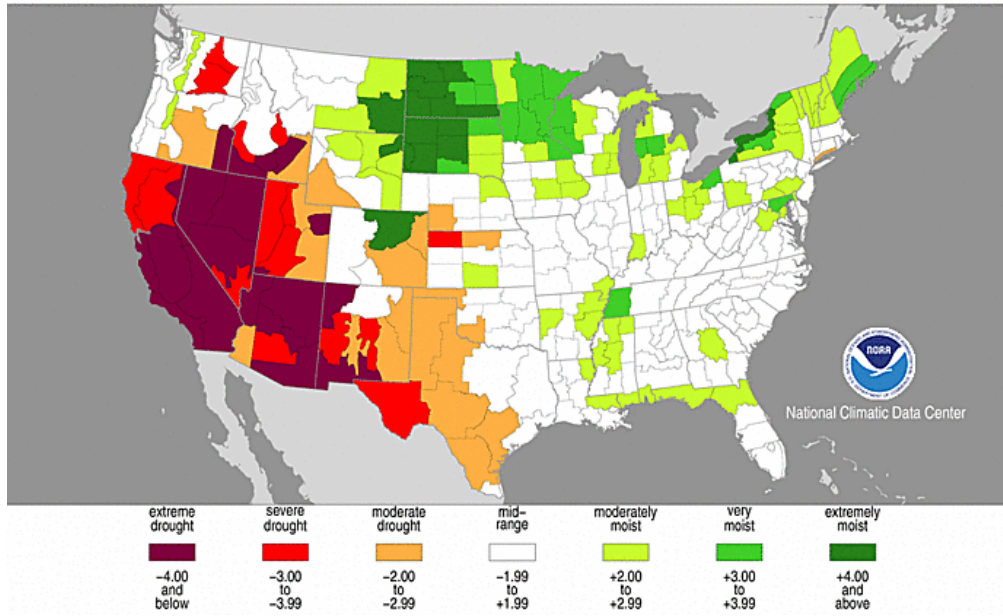 NOAA
National Climatic Data Center
extreme drought
severe drought
moderate drought
mid-range
moderately moist
very moist
extremely moist
-4.00 and below
-3.00 to -3.99
-2.00 to -2.99
-1.99 to +1.99
+2.00 to +2.99
+3.00 to +3.99
+4.00 and above